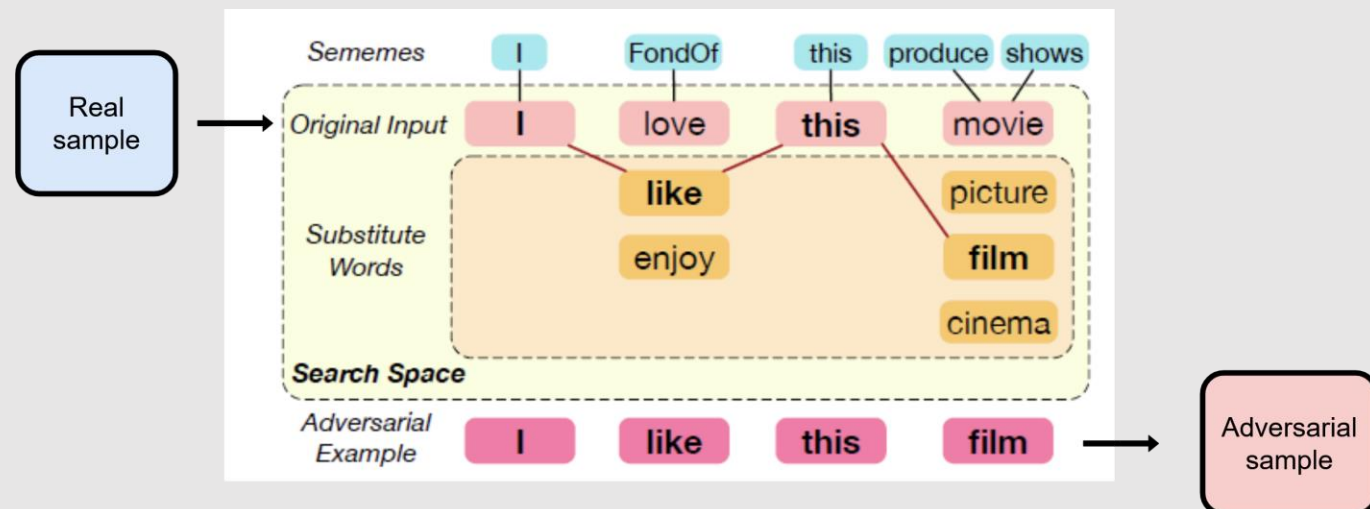 Sememes I FondOf this produce shows
Real
sample
Original Input I love this movie
like picture
Substitute
Words
enjoy film
cinema
Search Space
Adversarial
Example
I like this film
Adversarial
sample